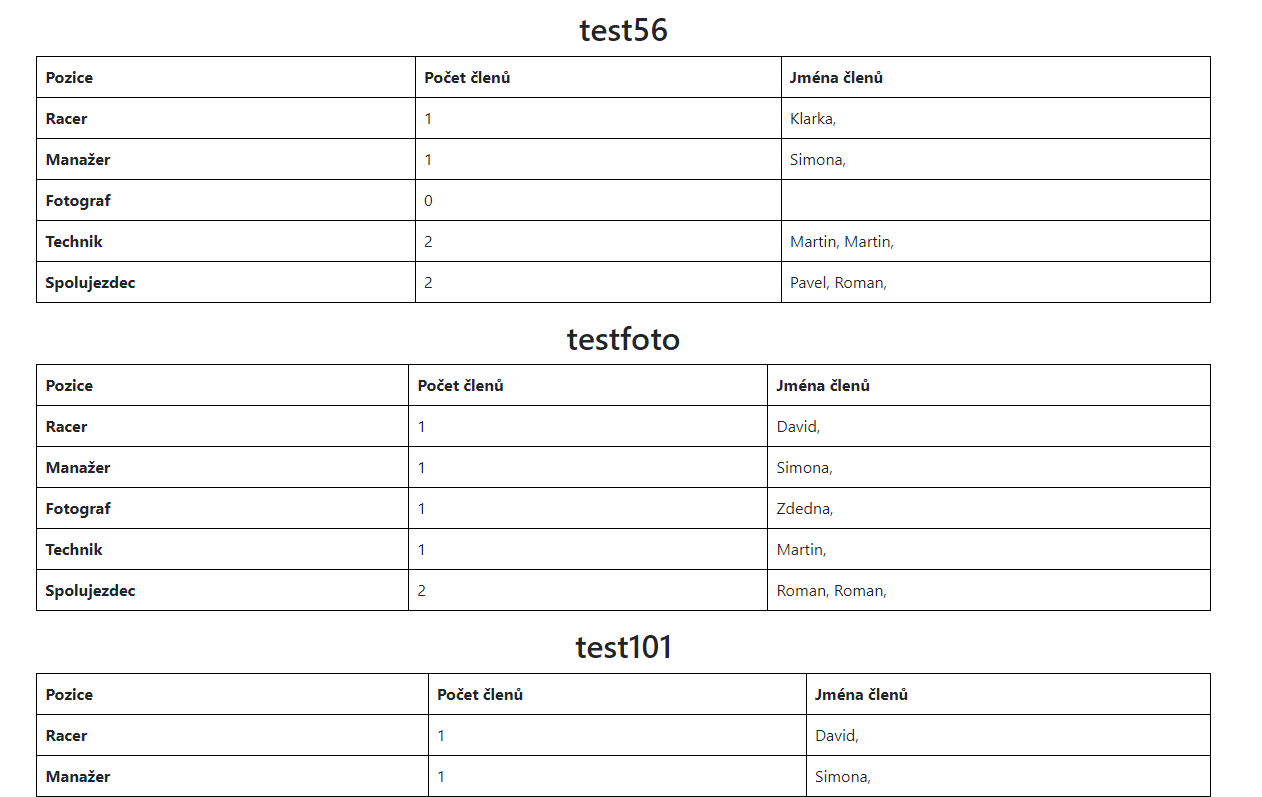 test56
Pozice Počet členů Jména členů
Racer 1 Klarka,
Manažer 1 Simona,
Fotograf 0
Technik 2 Martin, Martin,
Spolujezdec 2 Pavel, Roman,
testfoto
Pozice Počet členů Jména členů
Racer 1 David,
Manažer 1 Simona,
Fotograf 1 Zdedna,
Technik 1 Martin,
Spolujezdec 2 Roman, Roman,
test101
Pozice Počet členů Jména členů
Racer 1 David,
Manažer 1 Simona,